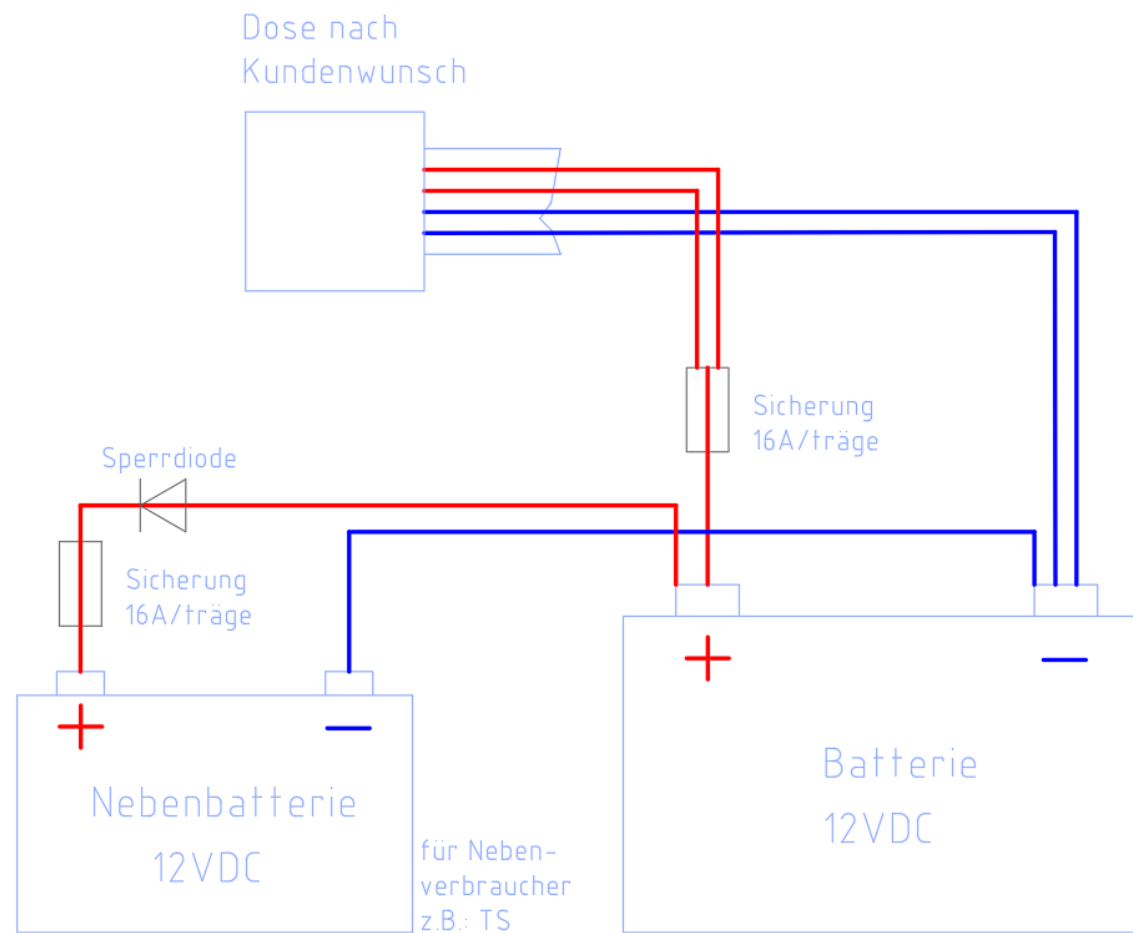 Dose nach
Kundenwunsch
Sicherung
16A/träge
Sperrdiode
Sicherung
16A/träge
+
−
+
−
Nebenbatterie
12VDC
für Neben-
verbraucher
z.B.: TS
Batterie
12VDC